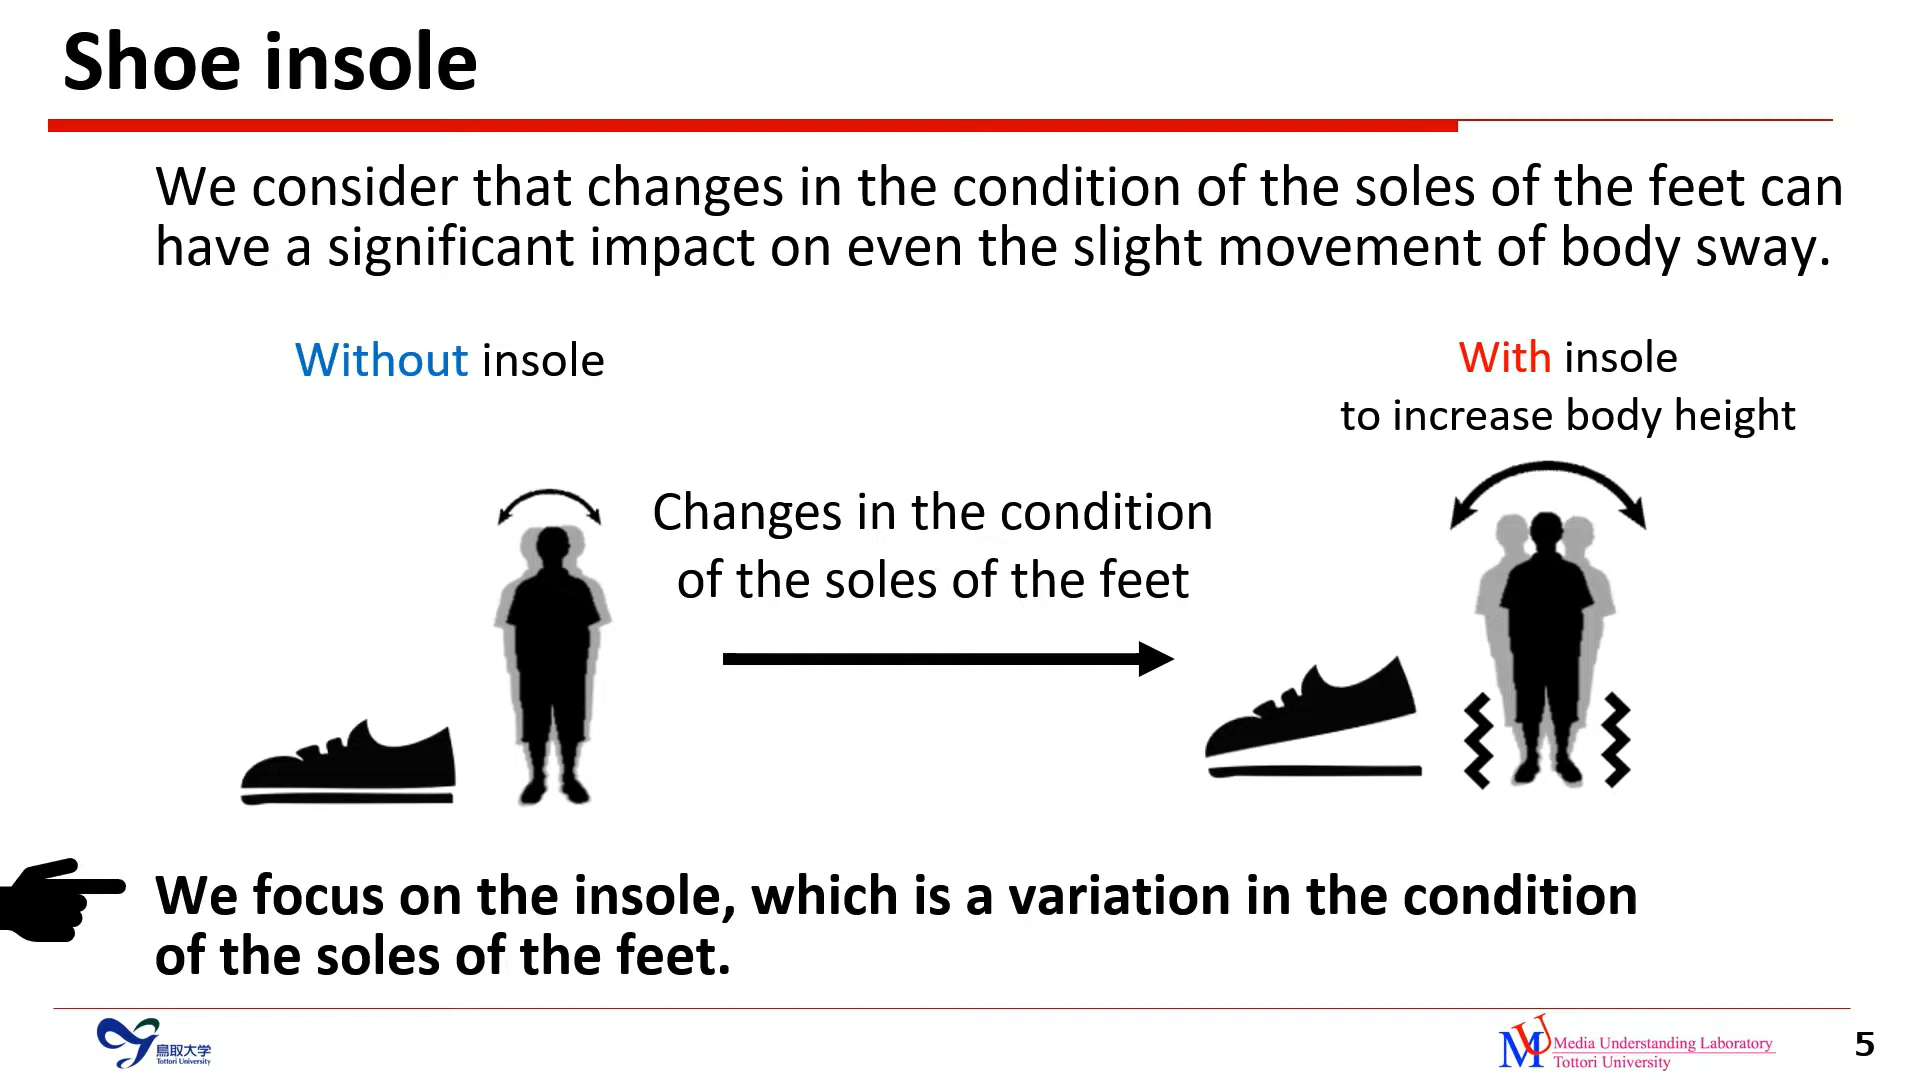 Shoe insole
We consider that changes in the condition of the soles of the feet can
have a significant impact on even the slight movement of body sway.
Without insole
With insole
to increase body height
Changes in the condition
of the soles of the feet
We focus on the insole, which is a variation in the condition
of the soles of the feet.
鳥取大学
Tottori University
MU
Media Understanding Laboratory
Tottori University
5